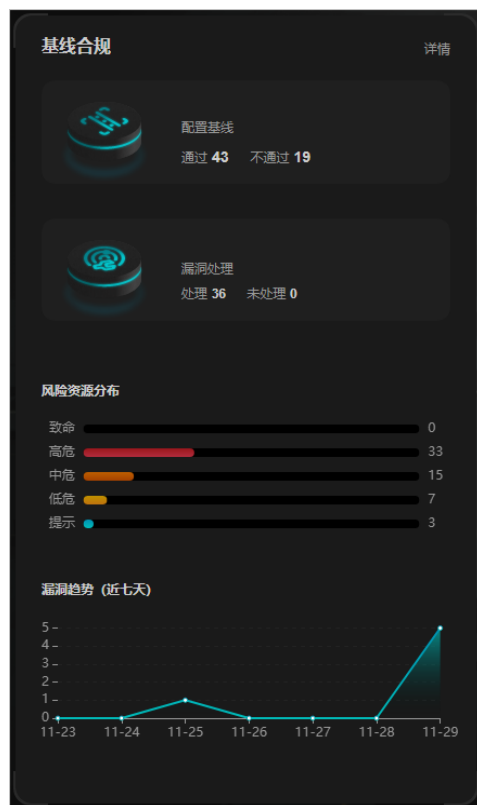 基线合规 详情
配置基线
通过 43 不通过 19
漏洞处理
处理 36 未处理 0
风险资源分布
致命 0
高危 33
中危 15
低危 7
提示 3
漏洞趋势 (近七天)
5
4
3
2
1
0
11-23 11-24 11-25 11-26 11-27 11-28 11-29